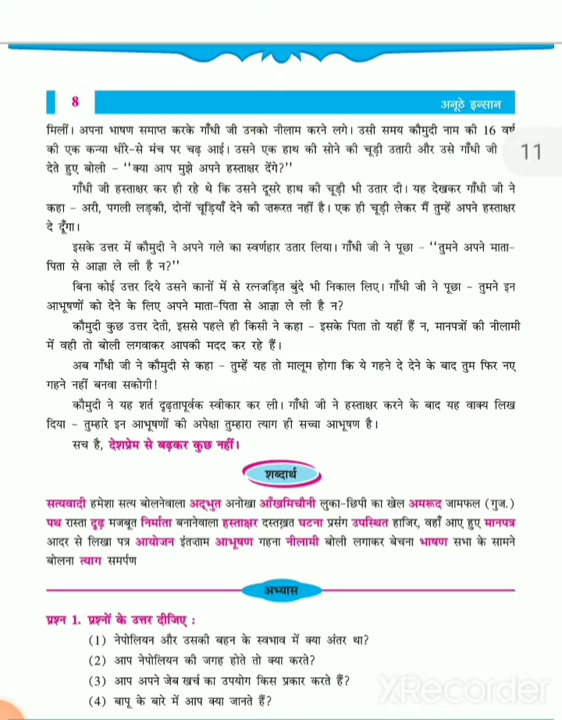 8
अनूठे इन्सान
11
मिलीं। अपना भाषण समाप्त करके गाँधी जी उनको नीलाम करने लगे। उसी समय कौमुदी नाम की 16 वर्ष
की एक कन्या धीरे-से मंच पर चढ़ आई। उसने एक हाथ की सोने की चूड़ी उतारी और उसे गाँधी जी
देते हुए बोली - ‘‘क्या आप मुझे अपने हस्ताक्षर देंगे?’’
गाँधी जी हस्ताक्षर कर ही रहे थे कि उसने दूसरे हाथ की चूड़ी भी उतार दी। यह देखकर गाँधी जी ने
कहा - अरी, पगली लड़की, दोनों चूड़ियाँ देने की जरूरत नहीं है। एक ही चूड़ी लेकर मैं तुम्हें अपने हस्ताक्षर
दे दूँगा।
इसके उत्तर में कौमुदी ने अपने गले का स्वर्णहार उतार लिया। गाँधी जी ने पूछा - ‘‘तुमने अपने माता-
पिता से आज्ञा ले ली है न?’’
बिना कोई उत्तर दिये उसने कानों में से रत्नजड़ित बुंदे भी निकाल लिए। गाँधी जी ने पूछा - तुमने इन
आभूषणों को देने के लिए अपने माता-पिता से आज्ञा ले ली है न?
कौमुदी कुछ उत्तर देती, इससे पहले ही किसी ने कहा - इसके पिता तो यहीं हैं न, मानपत्रों की नीलामी
में वही तो बोली लगवाकर आपकी मदद कर रहे हैं।
अब गाँधी जी ने कौमुदी से कहा - तुम्हें यह तो मालूम होगा कि ये गहने दे देने के बाद तुम फिर नए
गहने नहीं बनवा सकोगी!
कौमुदी ने यह शर्त दृढ़तापूर्वक स्वीकार कर ली। गाँधी जी ने हस्ताक्षर करने के बाद यह वाक्य लिख
दिया - तुम्हारे इन आभूषणों की अपेक्षा तुम्हारा त्याग ही सच्चा आभूषण है।
सच है, देशप्रेम से बढ़कर कुछ नहीं।
शब्दार्थ
सत्यवादी हमेशा सत्य बोलनेवाला अद्भुत अनोखा आँखमिचौनी लुका-छिपी का खेल अमरूद जामफल (गुज.)
पथ रास्ता दृढ़ मजबूत निर्माता बनानेवाला हस्ताक्षर दस्तख़त घटना प्रसंग उपस्थित हाजिर, वहाँ आए हुए मानपत्र
आदर से लिखा पत्र आयोजन इंतज़ाम आभूषण गहना नीलामी बोली लगाकर बेचना भाषण सभा के सामने
बोलना त्याग समर्पण
अभ्यास
प्रश्न 1. प्रश्नों के उत्तर दीजिए :
(1) नेपोलियन और उसकी बहन के स्वभाव में क्या अंतर था?
(2) आप नेपोलियन की जगह होते तो क्या करते?
(3) आप अपने जेब खर्च का उपयोग किस प्रकार करते हैं?
(4) बापू के बारे में आप क्या जानते हैं?
XRecorder